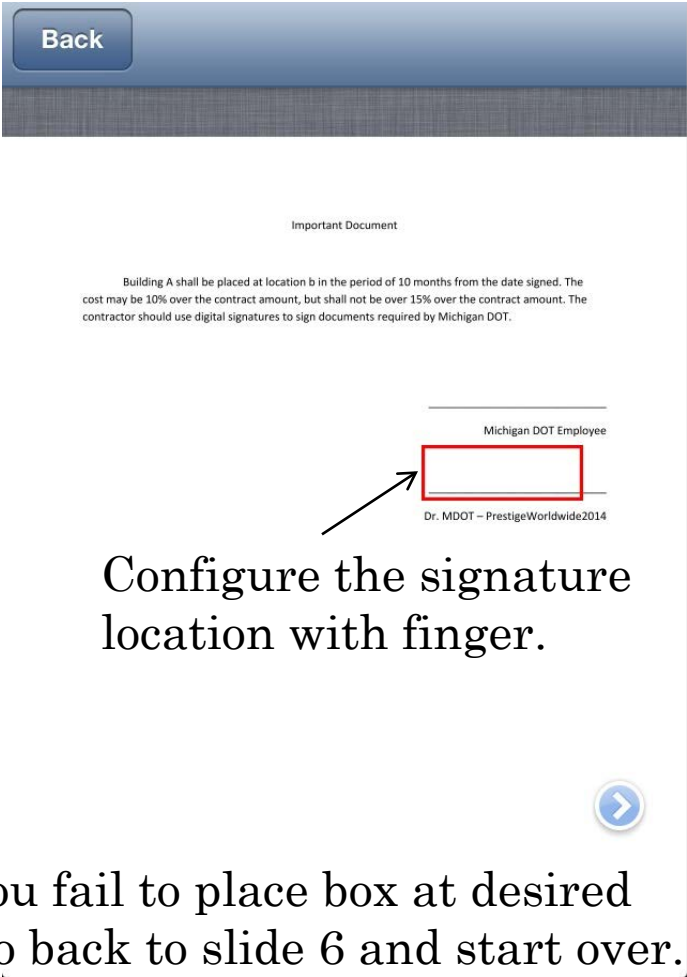 Back
Important Document
Building A shall be placed at location b in the period of 10 months from the date signed. The
cost may be 10% over the contract amount, but shall not be over 15% over the contract amount. The
contractor should use digital signatures to sign documents required by Michigan DOT.
Michigan DOT Employee
Dr. MDOT – PrestigeWorldwide2014
Configure the signature
location with finger.
fail to place box at desired
back to slide 6 and start over.